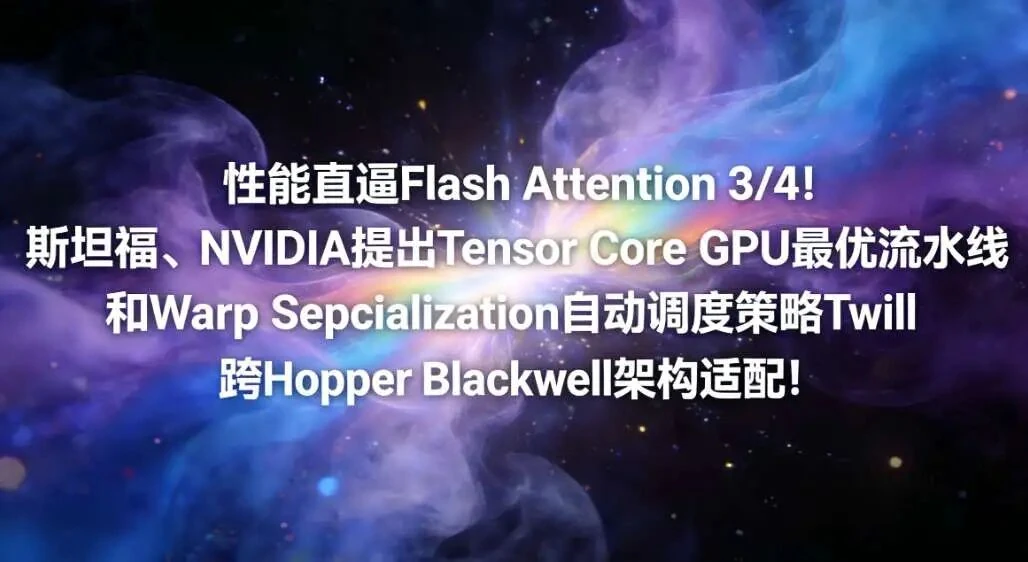 性能直逼Flash Attention 3/4!
斯坦福、NVIDIA提出Tensor Core GPU最优流水线
和Warp Sepcialization自动调度策略Twill
跨Hopper Blackwell架构适配!